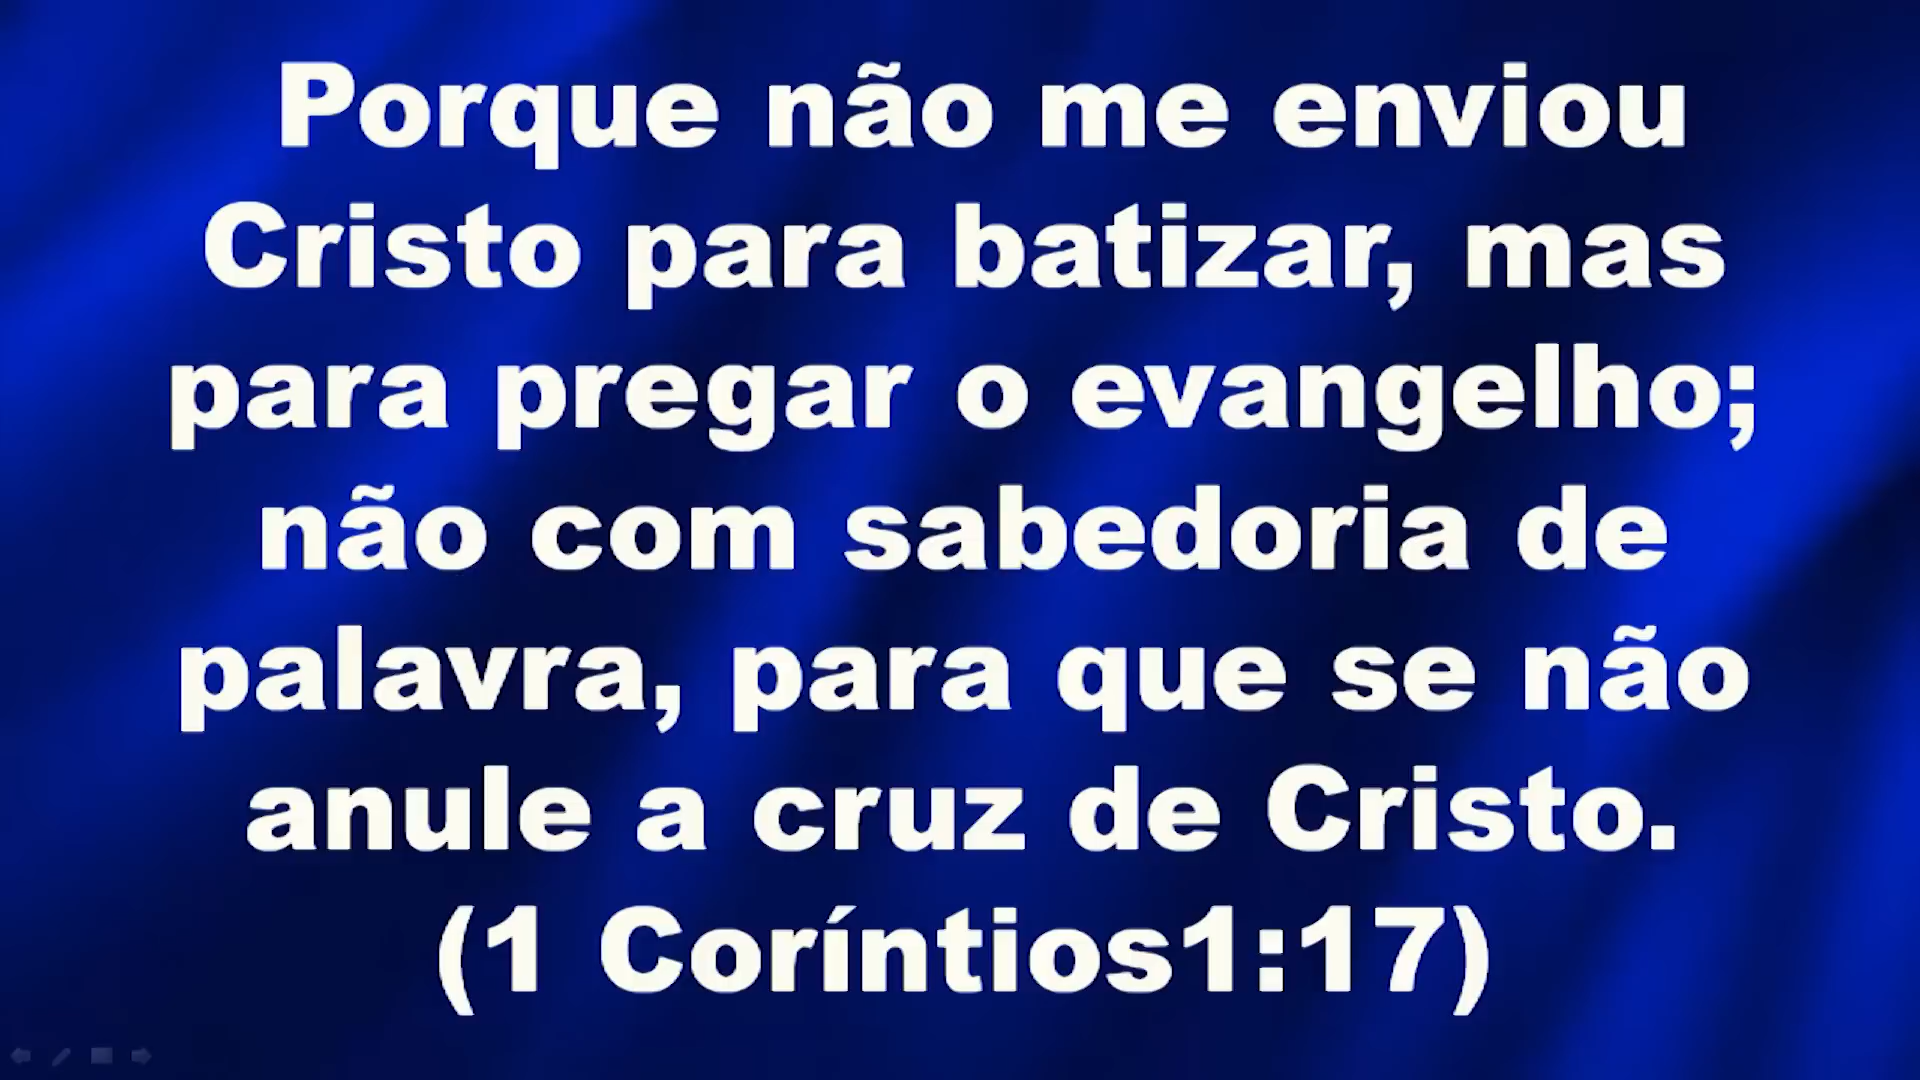 Porque não me enviou
Cristo para batizar, mas
para pregar o evangelho;
não com sabedoria de
palavra, para que se não
anule a cruz de Cristo.
(1 Coríntios1:17)